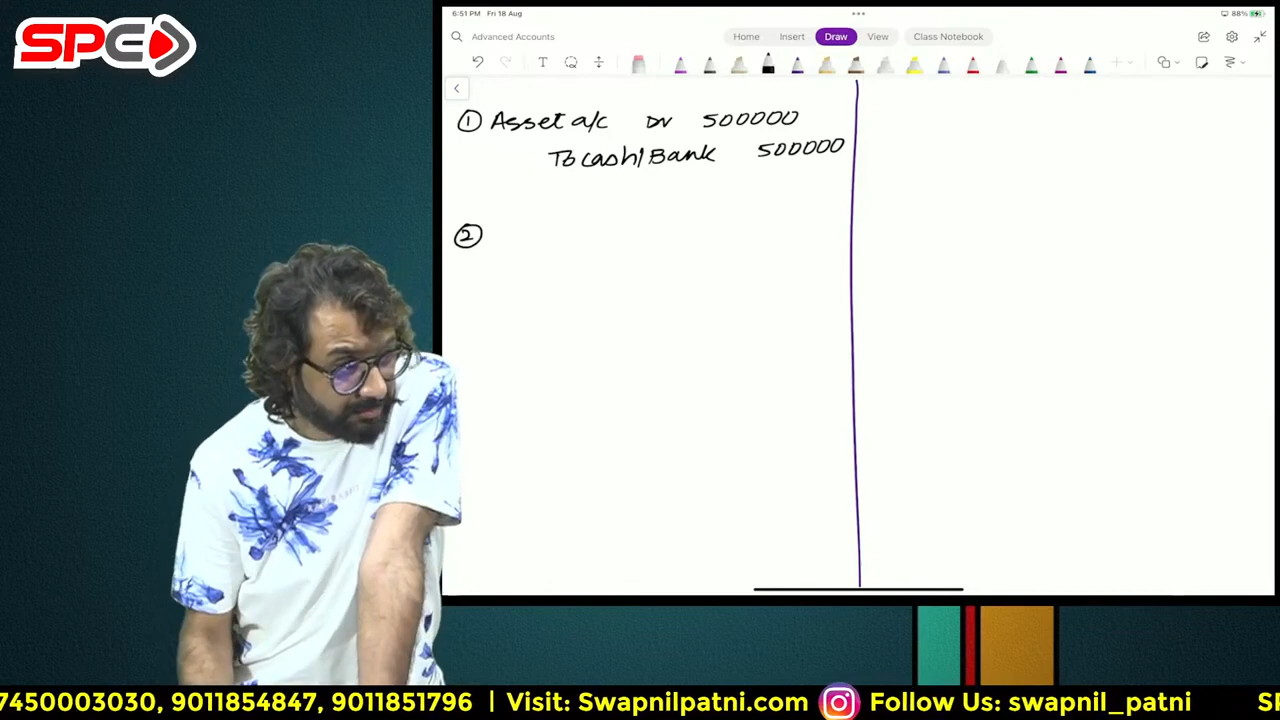 SPE
6:51 PM Fri 18 Aug
88%
Advanced Accounts
Home Insert Draw View Class Notebook
T
① Asset a/c Dr 500000
To cash/Bank 500000
②
7450003030, 9011854847, 9011851796 | Visit: Swapnilpatni.com Follow Us: swapnil_patni